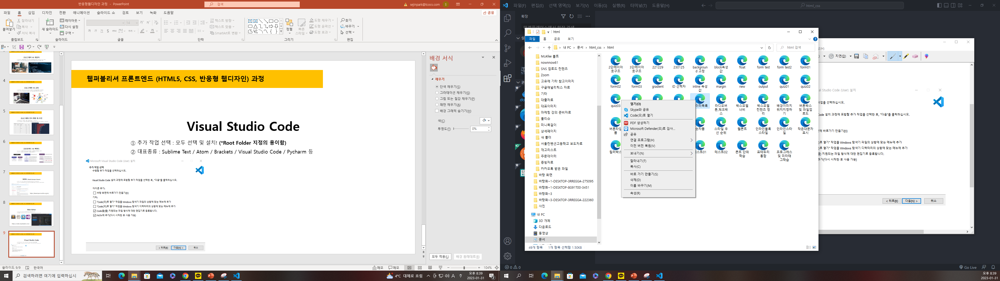 반응형웹디자인 과정 - PowerPoint
검색
sejinpark@tcocs.com
파일 홈 삽입 디자인 전환 애니메이션 슬라이드 쇼 검토 보기 녹화 도움말
공유
붙여넣기
잘라내기
복사
서식 복사
클립보드
새 슬라이드
레이아웃
다시 설정
구역
슬라이드
14
글꼴
텍스트 방향
텍스트 맞춤
SmartArt로 변환
단락
정렬
빠른 스타일
도형 채우기
도형 윤곽선
도형 효과
그리기
찾기
바꾸기
선택
편집
4
5
6
7
8
9
프로그래밍 VS 코딩
프론트엔드 VS 백엔드
Web Editor
Visual Studio Code
웹퍼블리셔 프론트엔드 (HTML5, CSS, 반응형 웹디자인) 과정
Visual Studio Code
① 추가 작업 선택 : 모두 선택 및 설치! (*Root Folder 지정의 용이함)
② 대표종류 : Sublime Text / Atom / Brackets / Visual Studio Code / Pycharm 등
Microsoft Visual Studio Code (User) 설치
추가 작업 선택
수행할 추가 작업을 선택하십시오.
Visual Studio Code 설치 과정에 포함할 추가 작업을 선택한 후, "다음"을 클릭하십시오.
아이콘 추가:
바탕 화면에 바로가기 만들기(D)
기타:
"Code(으)로 열기" 작업을 Windows 탐색기 파일의 상황에 맞는 메뉴에 추가
"Code(으)로 열기" 작업을 Windows 탐색기 디렉터리의 상황에 맞는 메뉴에 추가
Code을(를) 지원되는 파일 형식에 대한 편집기로 등록합니다.
PATH에 추가(다시 시작한 후 사용 가능)
< 뒤로(B) 다음(N) > 취소
배경 서식
채우기
단색 채우기(S)
그라데이션 채우기(G)
그림 또는 질감 채우기(P)
패턴 채우기(A)
배경 그래픽 숨기기(H)
색(C)
투명도(T) 0%
모두 적용(L) 배경 원래대로(B)
슬라이드 9/9 한국어
메모 메모 104%
검색하려면 여기에 입력하십시
4°C 대체로 흐림
A
오후 8:39
2023-01-31
2
파일(F) 편집(E) 선택 영역(S) 보기(V) 이동(G) 실행(R) 터미널(T) 도움말(H)
html_css
확장
html
파일 홈 공유 보기
내 PC > 문서 > html_css > html
html 검색
McAfee 볼트
nownnow61
SNS 업로드 컨텐츠
Zoom
고유에 기타 참고이미지
구글애널리틱스 자료
기타
대출자료
대표이미지
마케팅 강의 준비자료
몰티슈
미니목걸이
상세페이지
새 폴더
서울컨벤션고등학교 보도자료
재고리스트
주문데이터
증빙자료
카카오톡 받은 파일
바탕 화면
바탕화~1-DESKTOP-3RREGGA-275095
바탕화~1-DESKTOP-8G91T00-3451
바탕화~3
바탕화~3-DESKTOP-3RREGGA-222360
사진
내 PC
3D 개체
다운로드
동영상
문서
2단레이아웃구조 3단레이아웃구조 221229 230125 background 고정 block속성값 float form test form test2 form01
form02 form03 gradient ID 선택자 inline 속성값 margin new output quiz01 quiz02
quiz03 라디오버튼,체크박스 박스모델 너비 박스모델 컨텐츠 정리 배경이미지 위치지정하기 버튼박스 및 파일업로드
스타일 우선 순위 웹폰트 인라인블록 스타일 인라인스타일 작은대문자표시
컬러박스 테스트02 폰트 단위 학습 표테두리 통합 프로그레스 및 미터태그학습
열기(O)
Skype와 공유
Code(으)로 열기
PDF 생성하기
Microsoft Defender(으)로 검사...
공유
연결 프로그램(H)
이전 버전 복원(V)
보내기(N)
잘라내기(T)
복사(C)
바로 가기 만들기(S)
삭제(D)
이름 바꾸기(M)
속성(R)
49개 항목 1개 항목 선택함 1.50KB
지연(D)
Visual Studio Code (User) 설치
작업을 선택하십시오.
Code 설치 과정에 포함할 추가 작업을 선택한 후, "다음"을 클릭하십시오.
에 바로가기 만들기(D)
로 열기" 작업을 Windows 탐색기 파일의 상황에 맞는 메뉴에 추가
로 열기" 작업을 Windows 탐색기 디렉터리의 상황에 맞는 메뉴에 추가
지원되는 파일 형식에 대한 편집기로 등록합니다.
추가(다시 시작한 후 사용 가능)
< 뒤로(B) 다음(N) > 취소
0 0
Go Live
오후 8:39
2023-01-31